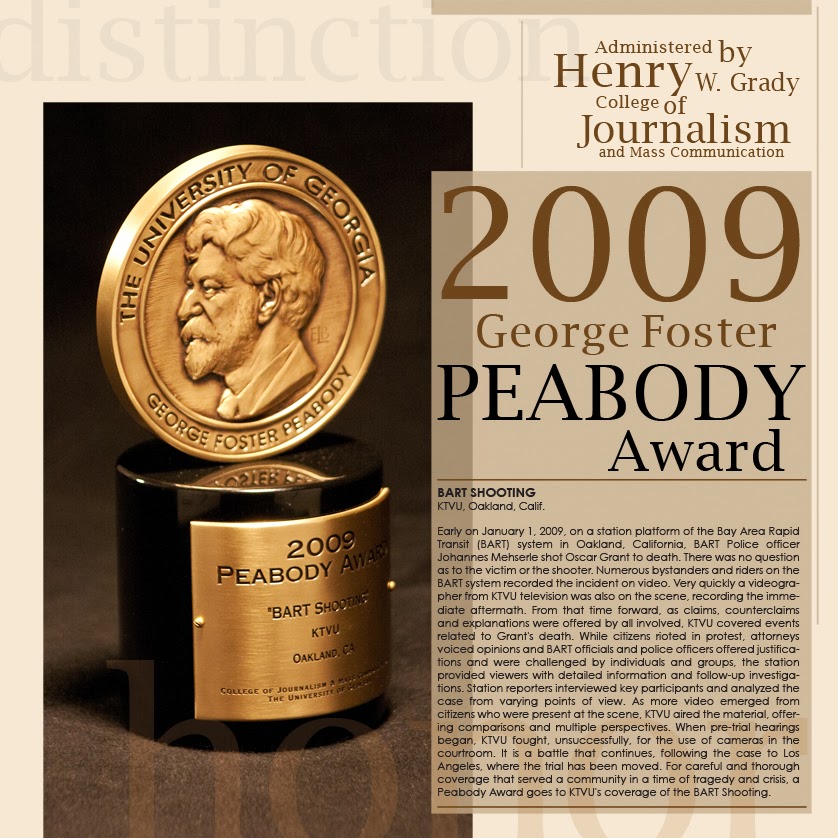 distinction
Administered by
Henry W. Grady
College of
Journalism
and Mass Communication
THE UNIVERSITY OF GEORGIA
GEORGE FOSTER PEABODY
ELB
2009
PEABODY AWARD
"BART SHOOTING"
KTVU
OAKLAND, CA
COLLEGE OF JOURNALISM & MASS
THE UNIVERSITY OF
2009
George Foster
PEABODY
Award
BART SHOOTING
KTVU, Oakland, Calif.
Early on January 1, 2009, on a station platform of the Bay Area Rapid
Transit (BART) system in Oakland, California, BART Police officer
Johannes Mehserle shot Oscar Grant to death. There was no question
as to the victim or the shooter. Numerous bystanders and riders on the
BART system recorded the incident on video. Very quickly a videogra-
pher from KTVU television was also on the scene, recording the imme-
diate aftermath. From that time forward, as claims, counterclaims
and explanations were offered by all involved, KTVU covered events
related to Grant's death. While citizens rioted in protest, attorneys
voiced opinions and BART officials and police officers offered justifica-
tions and were challenged by individuals and groups, the station
provided viewers with detailed information and follow-up investiga-
tions. Station reporters interviewed key participants and analyzed the
case from varying points of view. As more video emerged from
citizens who were present at the scene, KTVU aired the material, offer-
ing comparisons and multiple perspectives. When pre-trial hearings
began, KTVU fought, unsuccessfully, for the use of cameras in the
courtroom. It is a battle that continues, following the case to Los
Angeles, where the trial has been moved. For careful and thorough
coverage that served a community in a time of tragedy and crisis, a
Peabody Award goes to KTVU's coverage of the BART Shooting.
honor